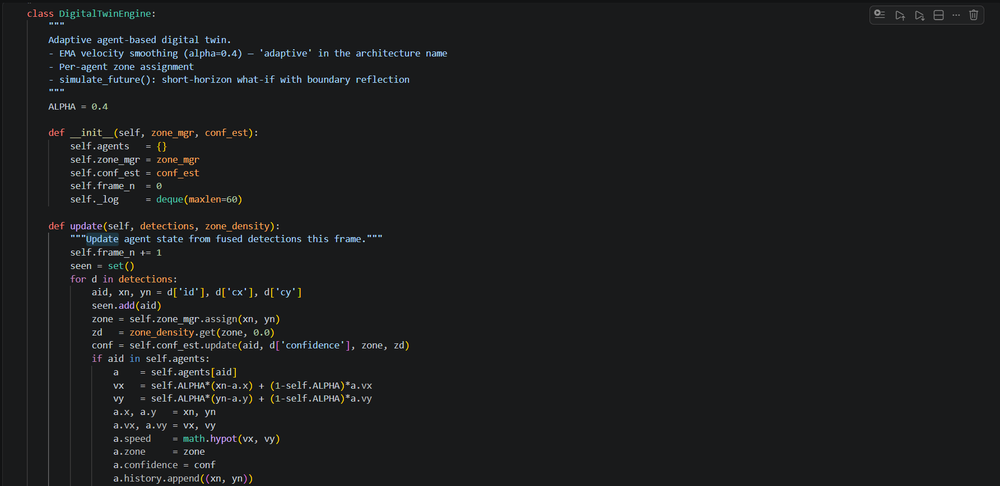 class DigitalTwinEngine:
    """
    Adaptive agent-based digital twin.
    - EMA velocity smoothing (alpha=0.4) — 'adaptive' in the architecture name
    - Per-agent zone assignment
    - simulate_future(): short-horizon what-if with boundary reflection
    """
    ALPHA = 0.4
    def __init__(self, zone_mgr, conf_est):
        self.agents   = {}
        self.zone_mgr = zone_mgr
        self.conf_est = conf_est
        self.frame_n  = 0
        self._log     = deque(maxlen=60)
    def update(self, detections, zone_density):
        """Update agent state from fused detections this frame."""
        self.frame_n += 1
        seen = set()
        for d in detections:
            aid, xn, yn = d['id'], d['cx'], d['cy']
            seen.add(aid)
            zone = self.zone_mgr.assign(xn, yn)
            zd   = zone_density.get(zone, 0.0)
            conf = self.conf_est.update(aid, d['confidence'], zone, zd)
            if aid in self.agents:
                a    = self.agents[aid]
                vx   = self.ALPHA*(xn-a.x) + (1-self.ALPHA)*a.vx
                vy   = self.ALPHA*(yn-a.y) + (1-self.ALPHA)*a.vy
                a.x, a.y   = xn, yn
                a.vx, a.vy = vx, vy
                a.speed    = math.hypot(vx, vy)
                a.zone     = zone
                a.confidence = conf
                a.history.append((xn, yn))